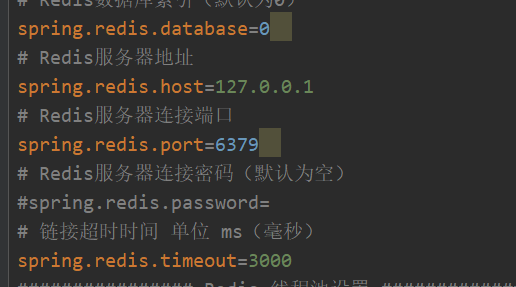 # Redis数据库索引（默认为0）
spring.redis.database=0
# Redis服务器地址
spring.redis.host=127.0.0.1
# Redis服务器连接端口
spring.redis.port=6379
# Redis服务器连接密码（默认为空）
#spring.redis.password=
# 链接超时时间 单位 ms（毫秒）
spring.redis.timeout=3000
################ Redis 线程池设置 ############